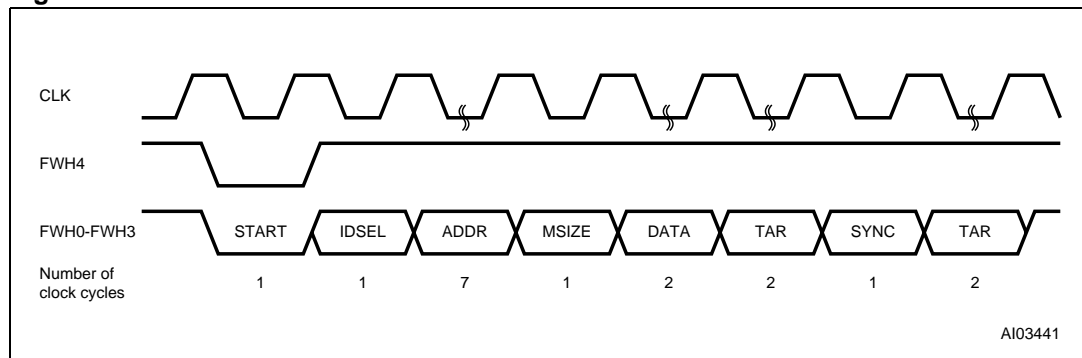 CLK
FWH4
FWH0-FWH3 START IDSEL ADDR MSIZE DATA TAR SYNC TAR
Number of
clock cycles 1 1 7 1 2 2 1 2
AI03441